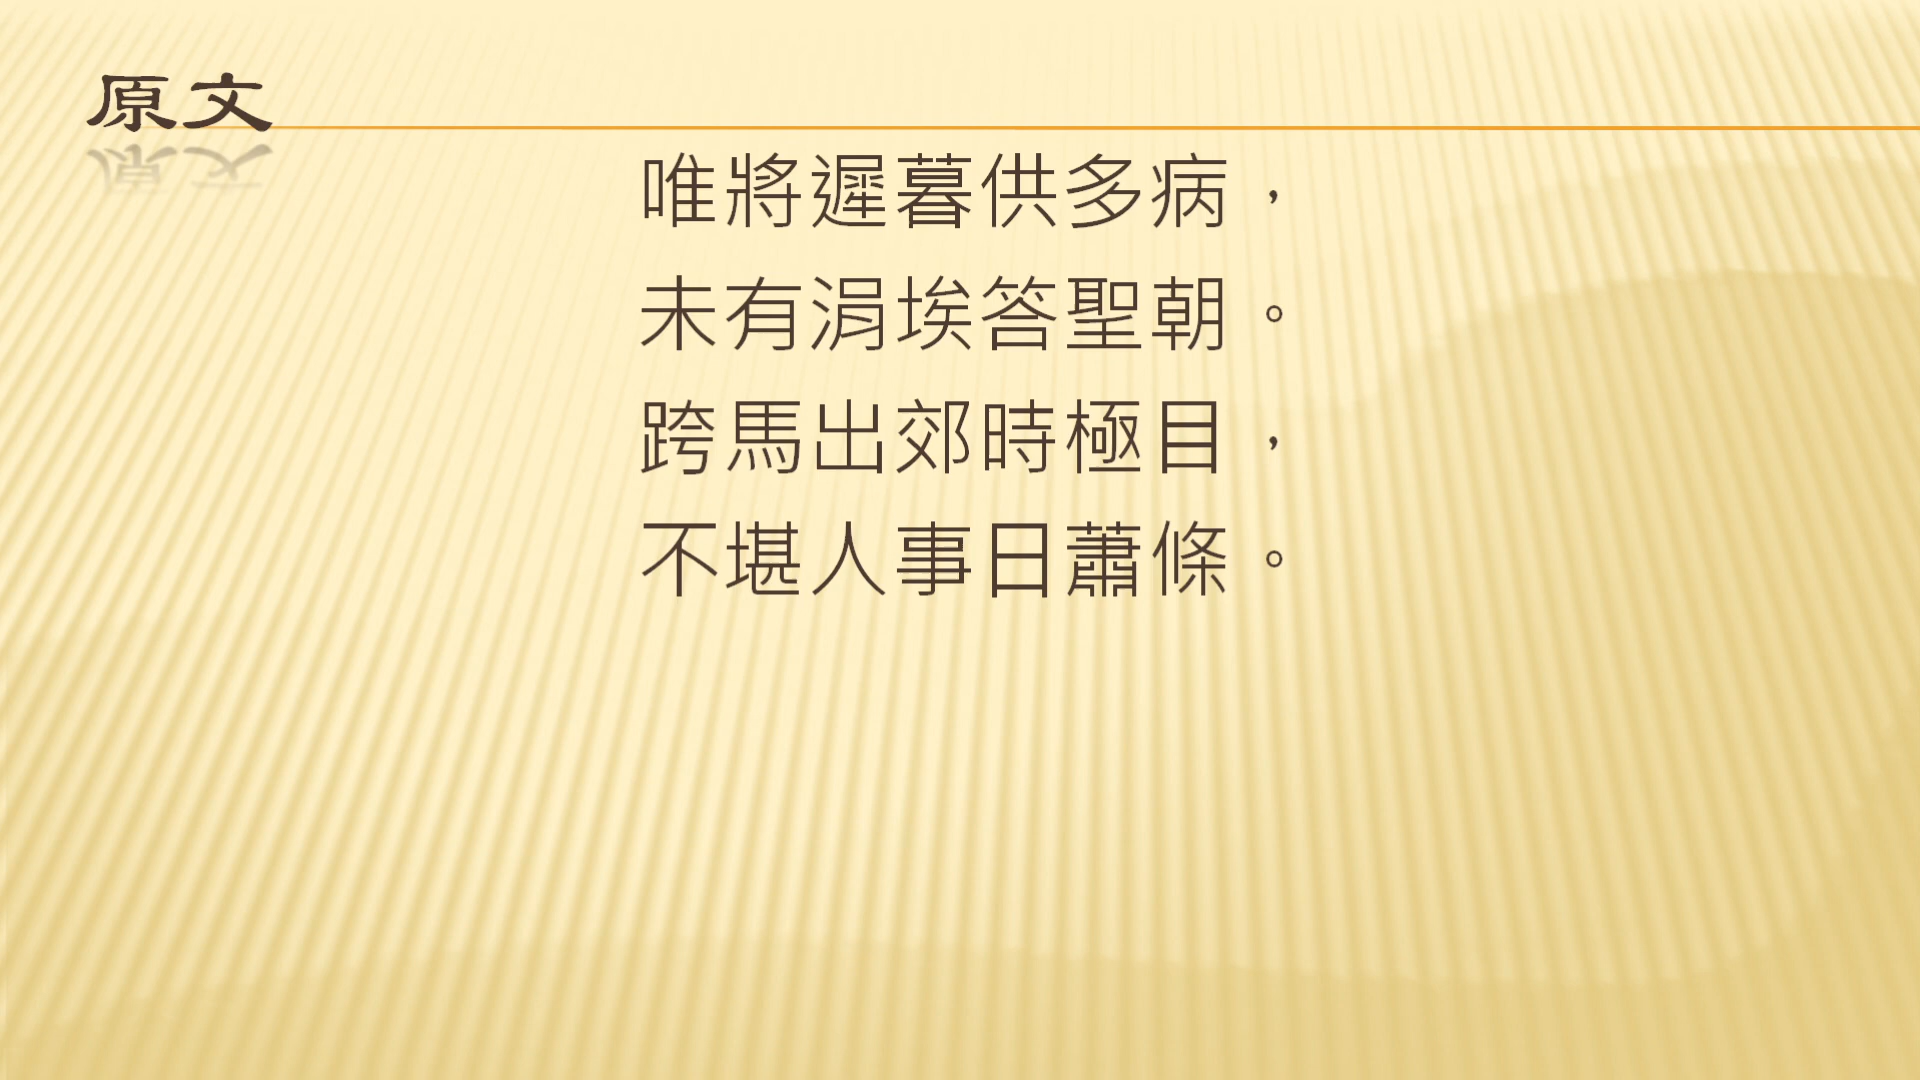 原文
唯將遲暮供多病，
未有涓埃答聖朝。
跨馬出郊時極目，
不堪人事日蕭條。